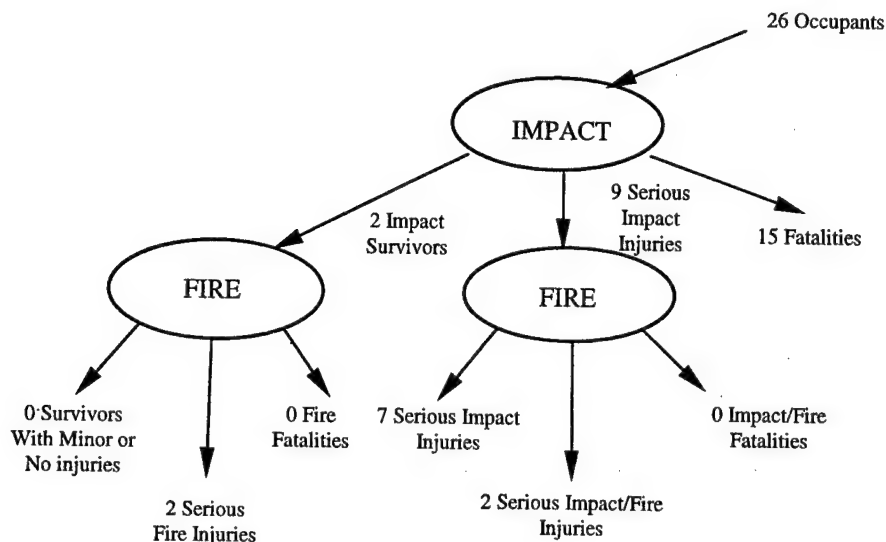 26 Occupants
IMPACT
2 Impact
Survivors
9 Serious
Impact
Injuries
15 Fatalities
FIRE
FIRE
0 Survivors
With Minor or
No injuries
0 Fire
Fatalities
7 Serious Impact
Injuries
0 Impact/Fire
Fatalities
2 Serious
Fire Injuries
2 Serious Impact/Fire
Injuries